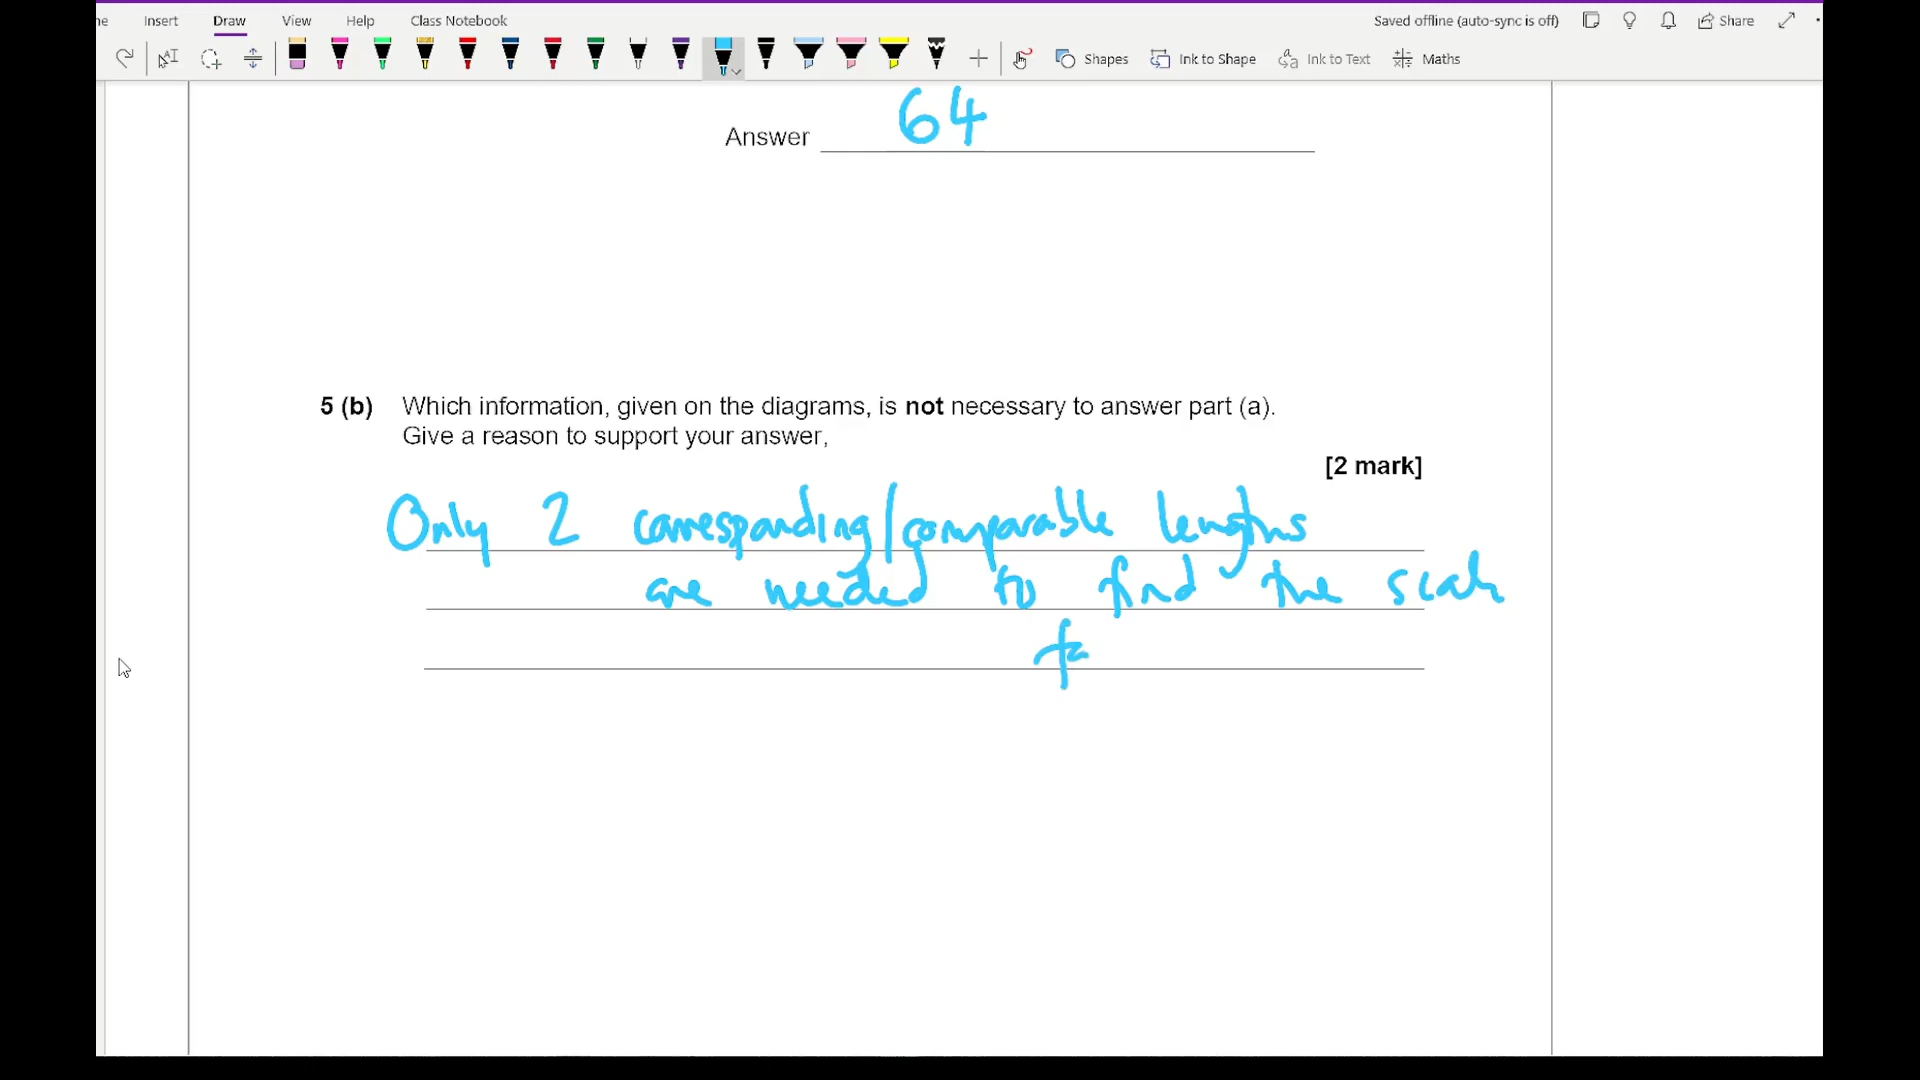 Insert Draw View Help Class Notebook Saved offline (auto-sync is off) Share
Shapes Ink to Shape Ink to Text Maths
64
Answer
5 (b) Which information, given on the diagrams, is not necessary to answer part (a).
Give a reason to support your answer,
[2 mark]
Only 2 corresponding/comparable lengths
are needed to find the scale
fa